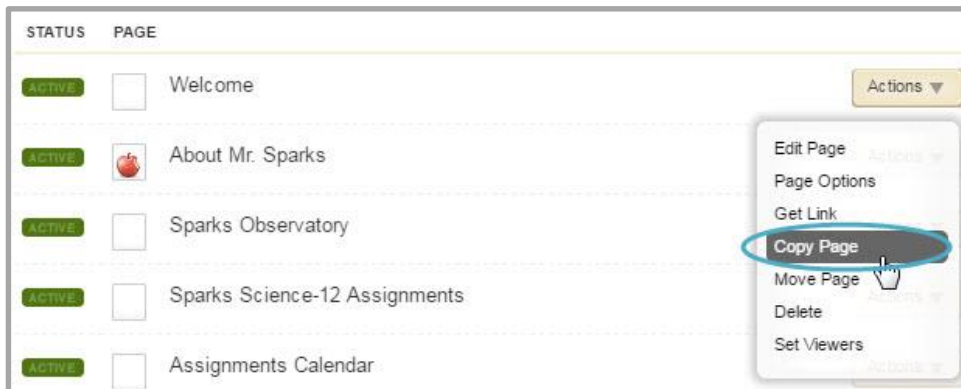 STATUS PAGE
ACTIVE Welcome Actions
ACTIVE About Mr. Sparks
Edit Page
Page Options
ACTIVE Sparks Observatory
Get Link
Copy Page
ACTIVE Sparks Science-12 Assignments
Move Page
Delete
Set Viewers
ACTIVE Assignments Calendar